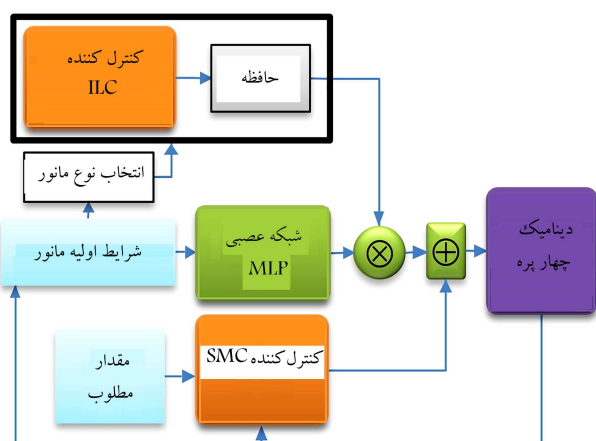 کنترل کننده
ILC
حافظه
انتخاب نوع مانور
شرایط اولیه مانور
شبکه عصبی
MLP
دینامیک
چهار پره
مقدار
مطلوب
کنترل کننده SMC